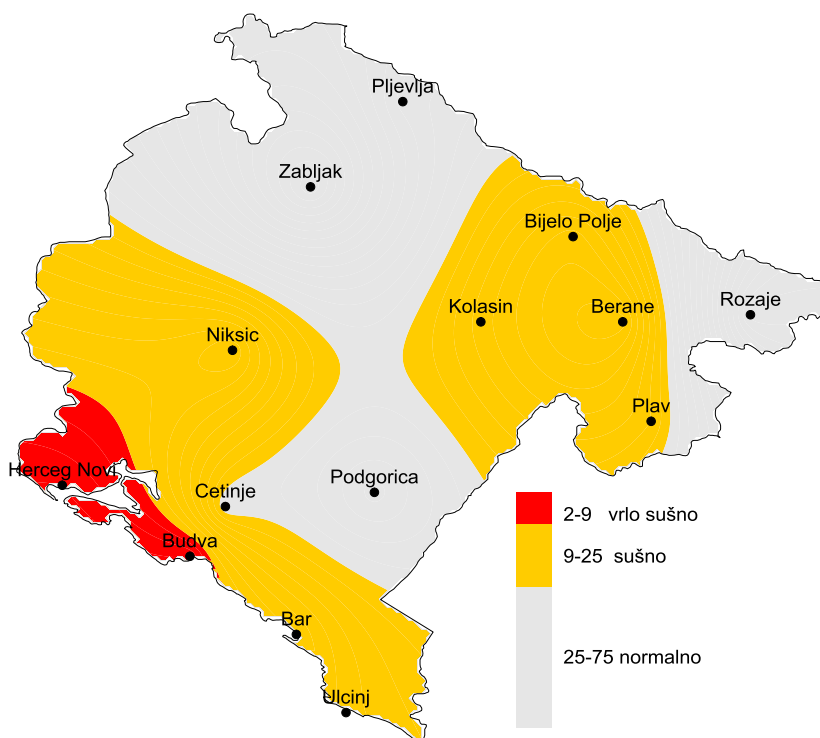 Pljevlja
Zabljak
Bijelo Polje
Rozaje
Kolasin
Berane
Niksic
Plav
Herceg Novi
Podgorica
Cetinje
Budva
Bar
Ulcinj
2-9 vrlo sušno
9-25 sušno
25-75 normalno